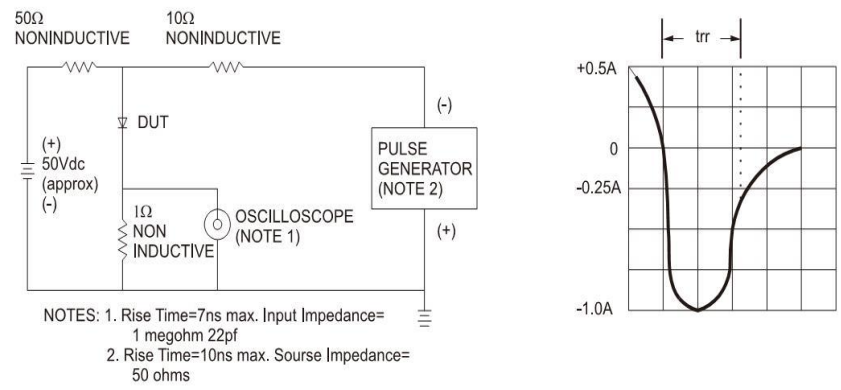 50Ω
NONINDUCTIVE
10Ω
NONINDUCTIVE
DUT
(+)
50Vdc
(approx)
(-)
1Ω
NON
INDUCTIVE
OSCILLOSCOPE
(NOTE 1)
(-)
PULSE
GENERATOR
(NOTE 2)
(+)
NOTES: 1. Rise Time=7ns max. Input Impedance=
1 megohm 22pf
2. Rise Time=10ns max. Sourse Impedance=
50 ohms
trr
+0.5A
0
-0.25A
-1.0A